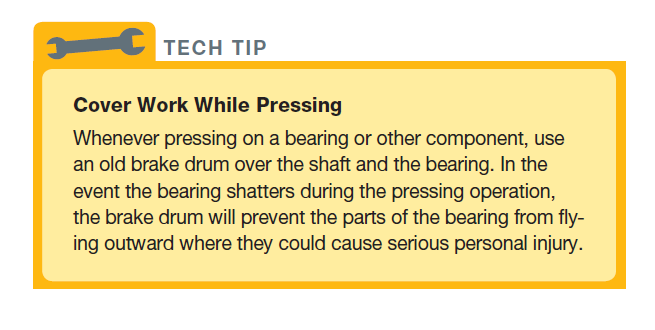 TECH TIP
Cover Work While Pressing
Whenever pressing on a bearing or other component, use
an old brake drum over the shaft and the bearing. In the
event the bearing shatters during the pressing operation,
the brake drum will prevent the parts of the bearing from fly-
ing outward where they could cause serious personal injury.